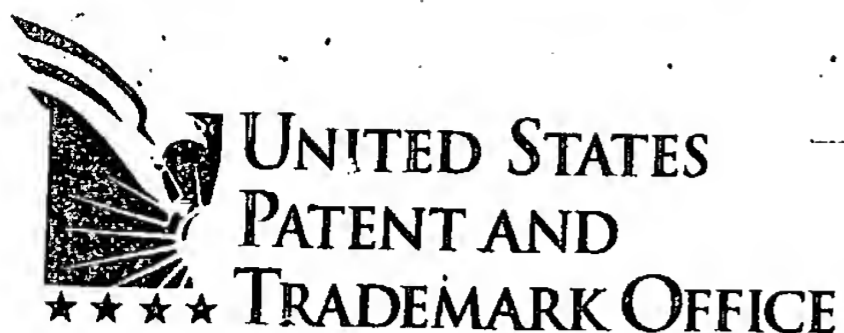 UNITED STATES
PATENT AND
TRADEMARK OFFICE